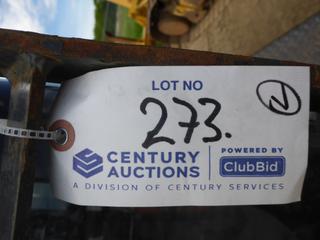 LOT NO
273.
CENTURY AUCTIONS
POWERED BY
ClubBid
A DIVISION OF CENTURY SERVICES